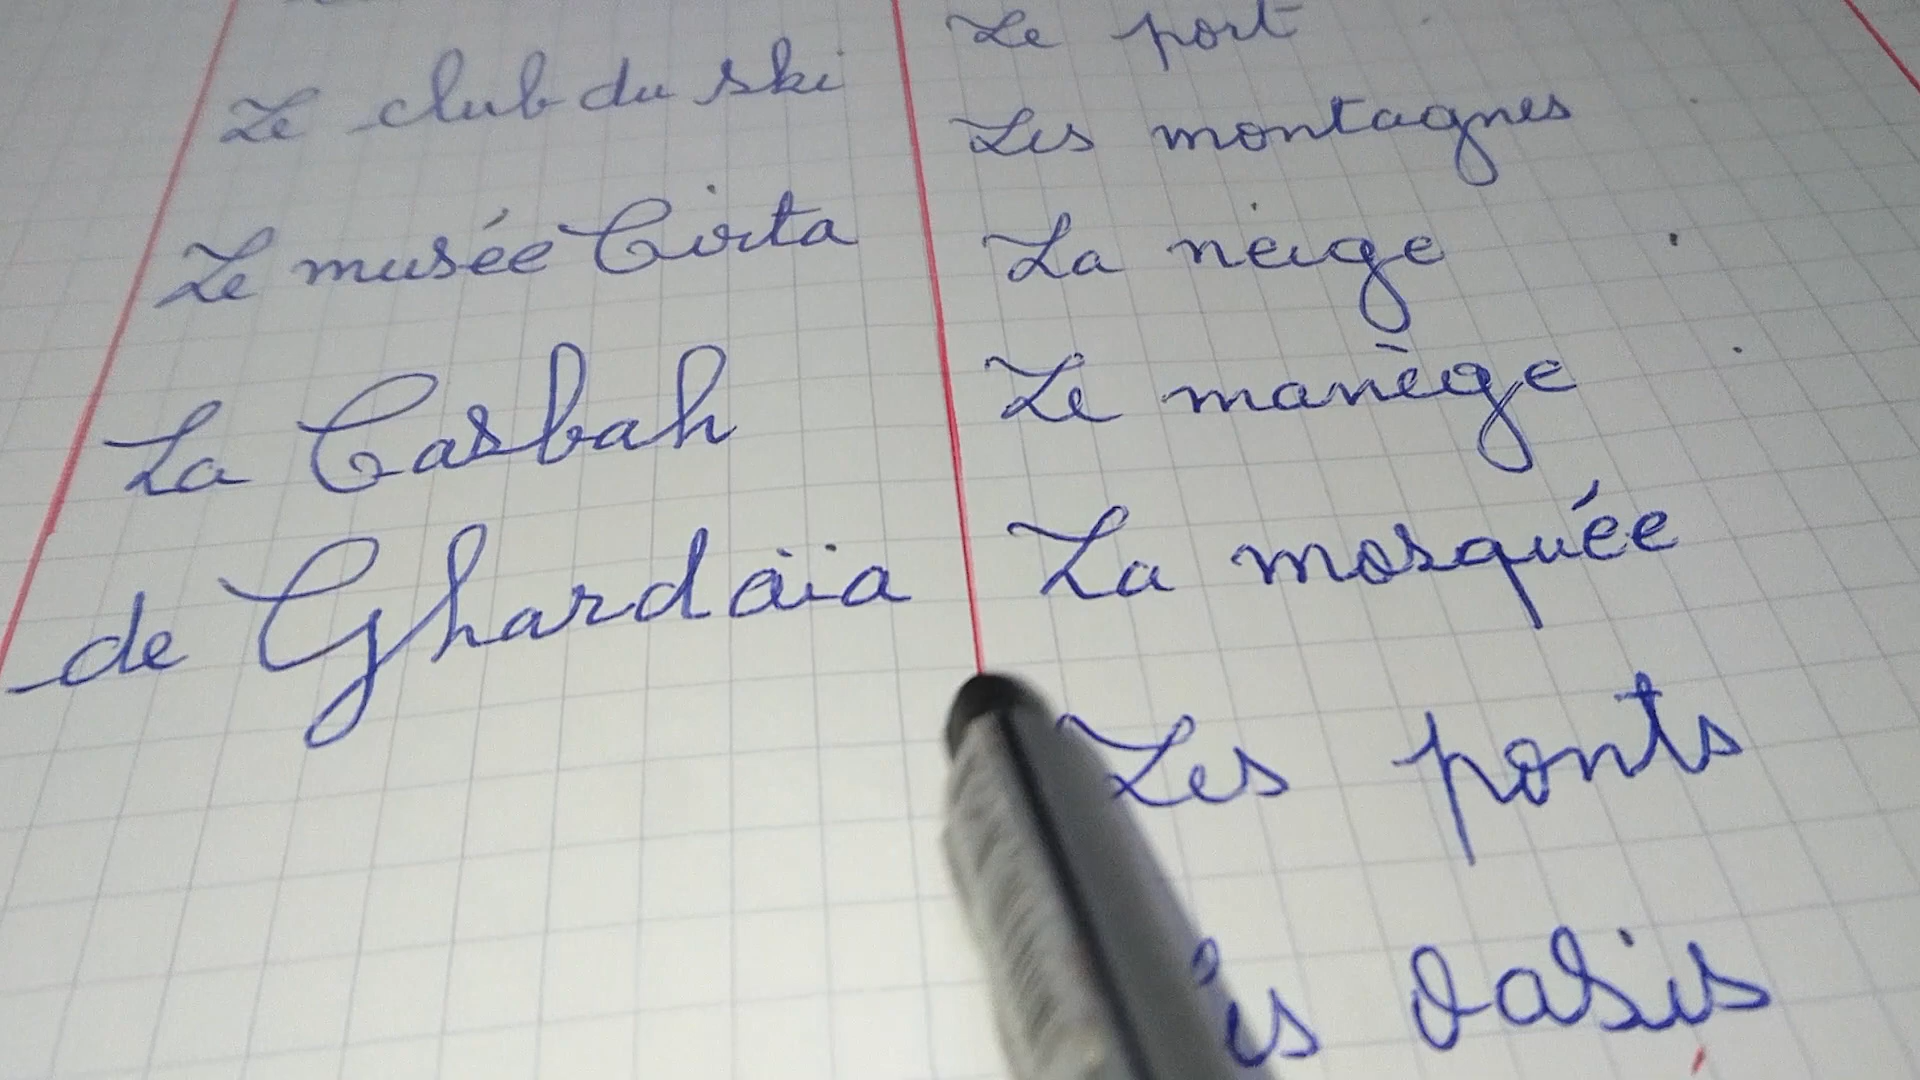 Le club du ski
Le musée Cirta
La Casbah
de Ghardaïa
Le port
Les montagnes
La neige
Le manège
La mosquée
Les ponts
oasis